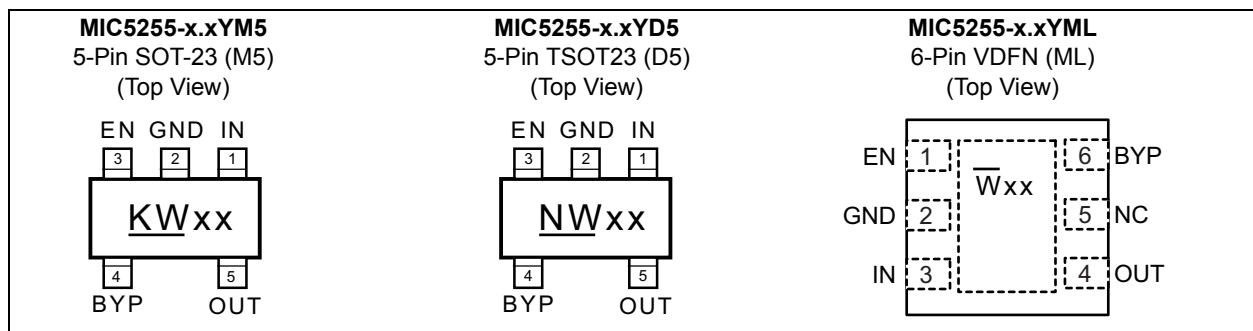 MIC5255-x.xYM5
5-Pin SOT-23 (M5)
(Top View)
EN GND IN
3 2 1
KWxx
4 5
BYP OUT
MIC5255-x.xYD5
5-Pin TSOT23 (D5)
(Top View)
EN GND IN
3 2 1
NWxx
4 5
BYP OUT
MIC5255-x.xYML
6-Pin VDFN (ML)
(Top View)
EN 1 6 BYP
Wxx
GND 2 5 NC
IN 3 4 OUT